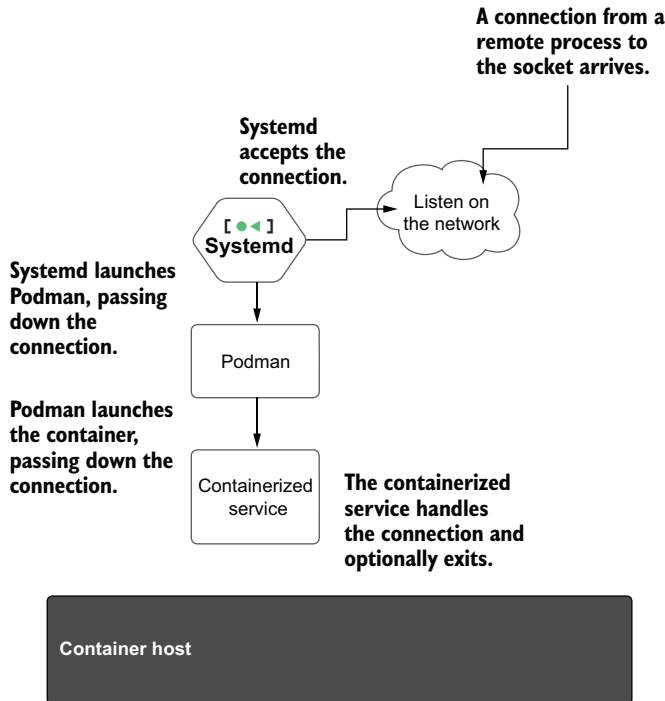 A connection from a
remote process to
the socket arrives.
Systemd
accepts the
connection.
Listen on
the network
[ ●◄ ]
Systemd
Systemd launches
Podman, passing
down the
connection.
Podman
Podman launches
the container,
passing down the
connection.
Containerized
service
The containerized
service handles
the connection and
optionally exits.
Container host